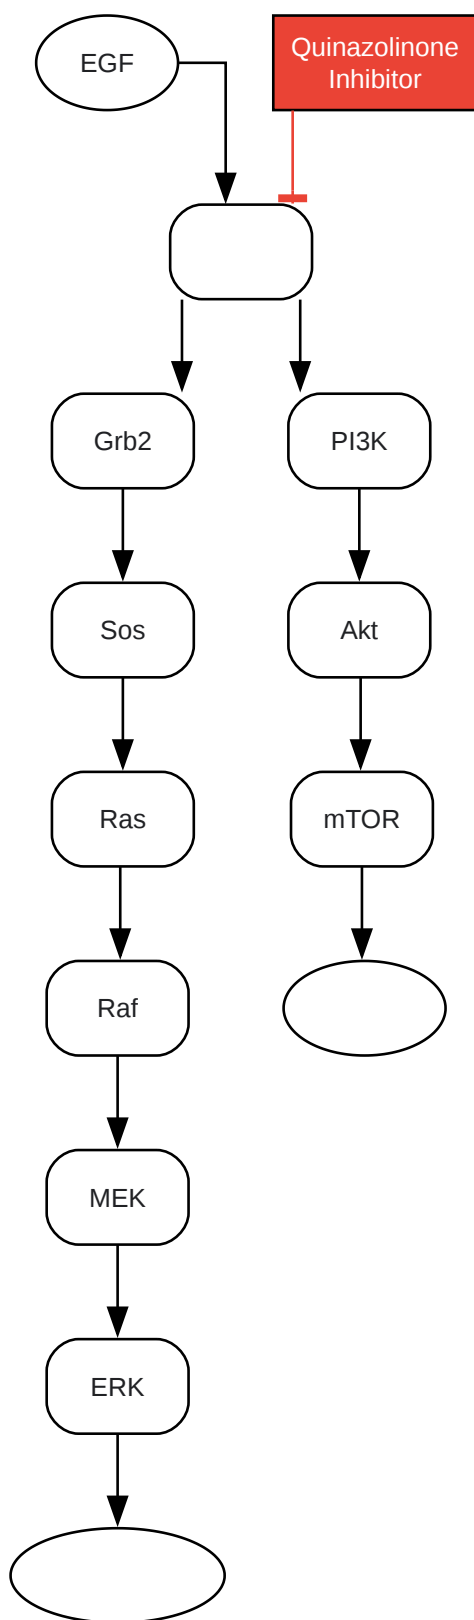 EGF
Quinazolinone
Inhibitor
Grb2
PI3K
Sos
Akt
Ras
mTOR
Raf
MEK
ERK